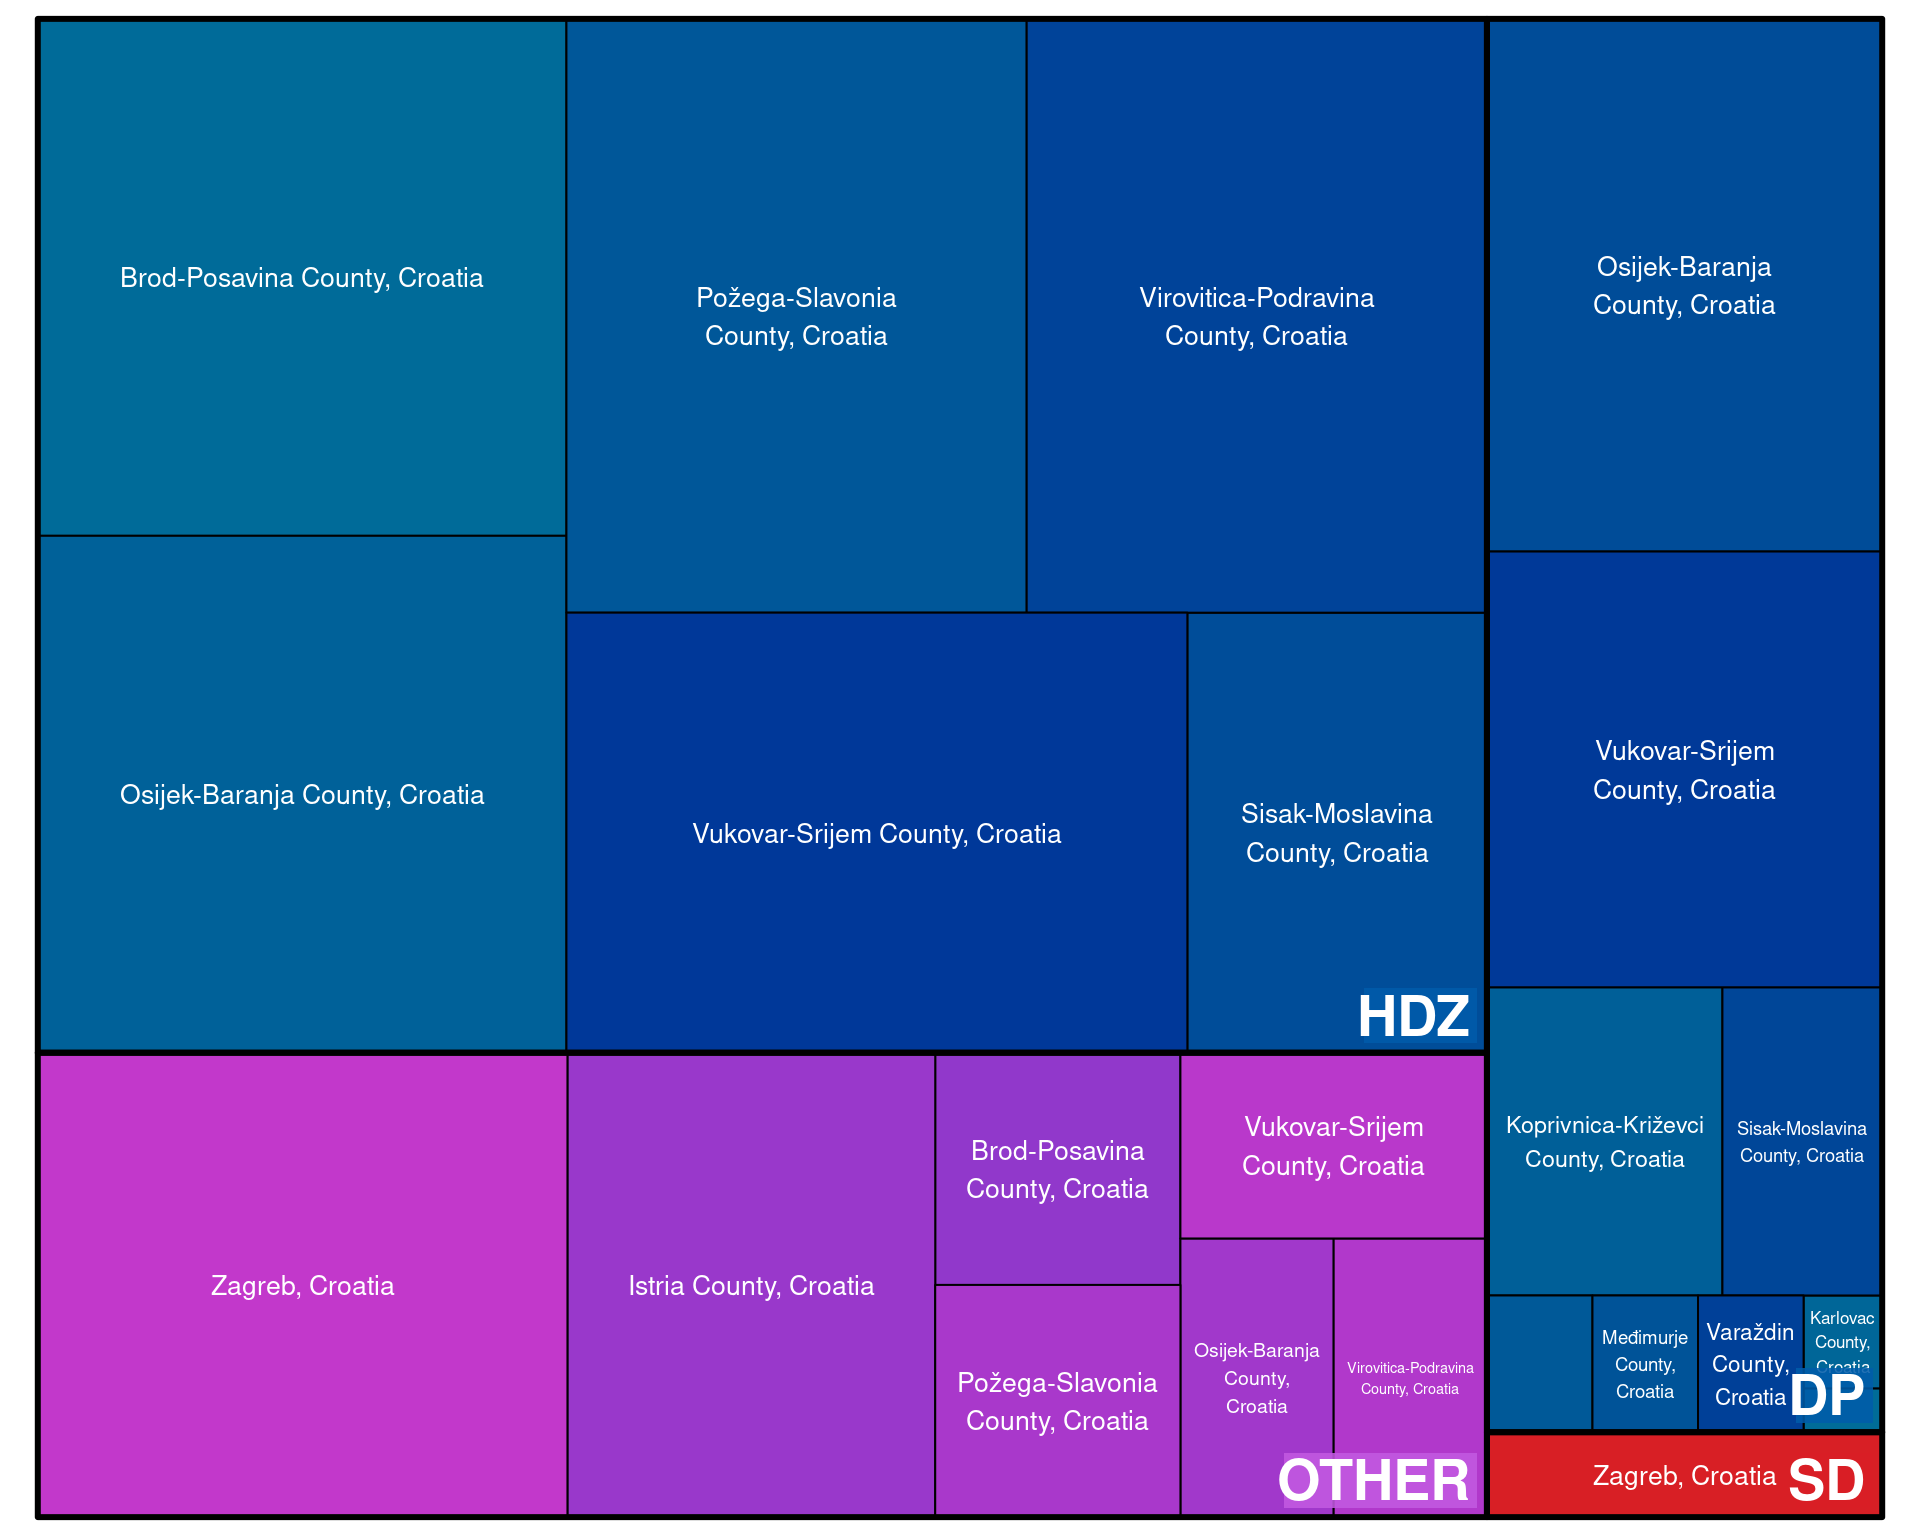 Brod-Posavina County, Croatia
Požega-Slavonia
County, Croatia
Virovitica-Podravina
County, Croatia
Osijek-Baranja
County, Croatia
Osijek-Baranja County, Croatia
Vukovar-Srijem County, Croatia
Sisak-Moslavina
County, Croatia
HDZ
Vukovar-Srijem
County, Croatia
Koprivnica-Križevci
County, Croatia
Sisak-Moslavina
County, Croatia
Međimurje
County,
Croatia
Varaždin
County,
Croatia
Karlovac
County,
Croatia
DP
Zagreb, Croatia
Istria County, Croatia
Brod-Posavina
County, Croatia
Požega-Slavonia
County, Croatia
Vukovar-Srijem
County, Croatia
Osijek-Baranja
County,
Croatia
Virovitica-Podravina
County, Croatia
OTHER
Zagreb, Croatia
SD